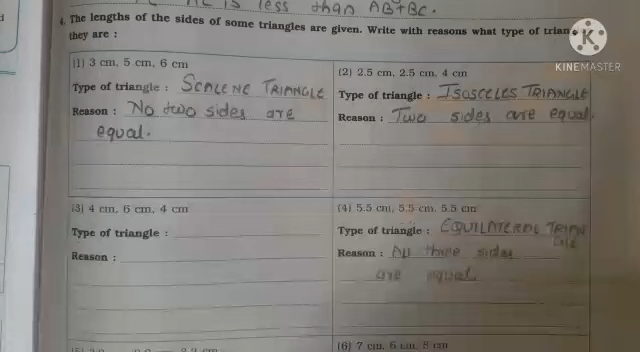 is less than AB+BC.
4. The lengths of the sides of some triangles are given. Write with reasons what type of trian
they are :
KINEMASTER
(1) 3 cm, 5 cm, 6 cm
Type of triangle : SCALENE TRIANGLE
Reason : No two sides are
equal.
(2) 2.5 cm, 2.5 cm, 4 cm
Type of triangle : ISOSCELES TRIANGLE
Reason : Two sides are equal.
(3) 4 cm, 6 cm, 4 cm
Type of triangle :
Reason :
(4) 5.5 cm, 5.5 cm, 5.5 cm
Type of triangle : EQUILATERAL TRIAN
GLE
Reason : All three sides
are equal
(6) 7 cm, 6 cm, 8 cm